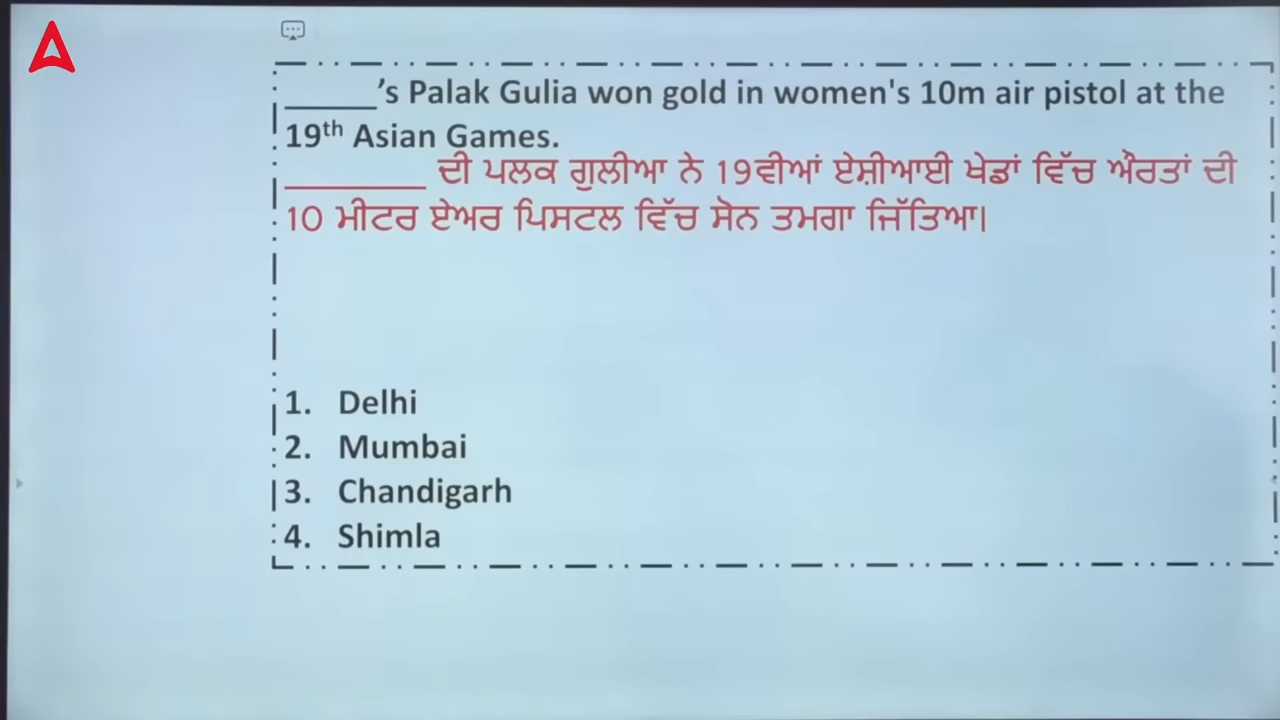 ______’s Palak Gulia won gold in women's 10m air pistol at the
19th Asian Games.
________ ਦੀ ਪਲਕ ਗੁਲੀਆ ਨੇ 19ਵੀਆਂ ਏਸ਼ੀਆਈ ਖੇਡਾਂ ਵਿੱਚ ਔਰਤਾਂ ਦੀ
10 ਮੀਟਰ ਏਅਰ ਪਿਸਟਲ ਵਿੱਚ ਸੋਨ ਤਮਗਾ ਜਿੱਤਿਆ।
1. Delhi
2. Mumbai
3. Chandigarh
4. Shimla